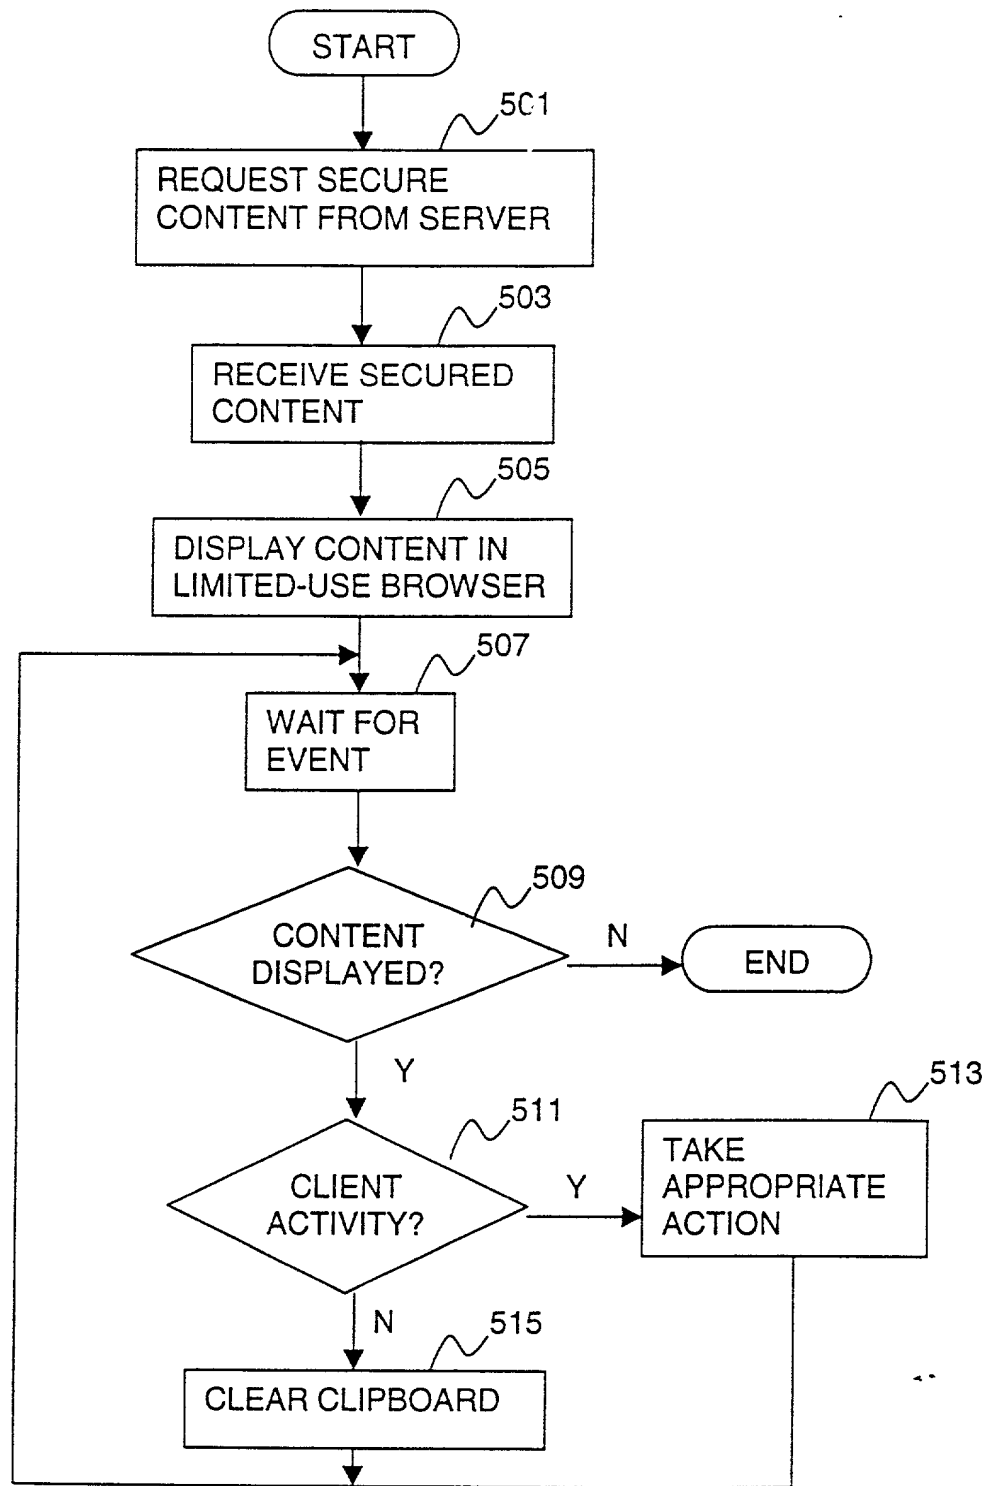 START
501
REQUEST SECURE
CONTENT FROM SERVER
503
RECEIVE SECURED
CONTENT
505
DISPLAY CONTENT IN
LIMITED-USE BROWSER
507
WAIT FOR
EVENT
509
CONTENT
DISPLAYED?
N
END
Y
513
511
TAKE
APPROPRIATE
ACTION
CLIENT
ACTIVITY?
Y
N
515
CLEAR CLIPBOARD